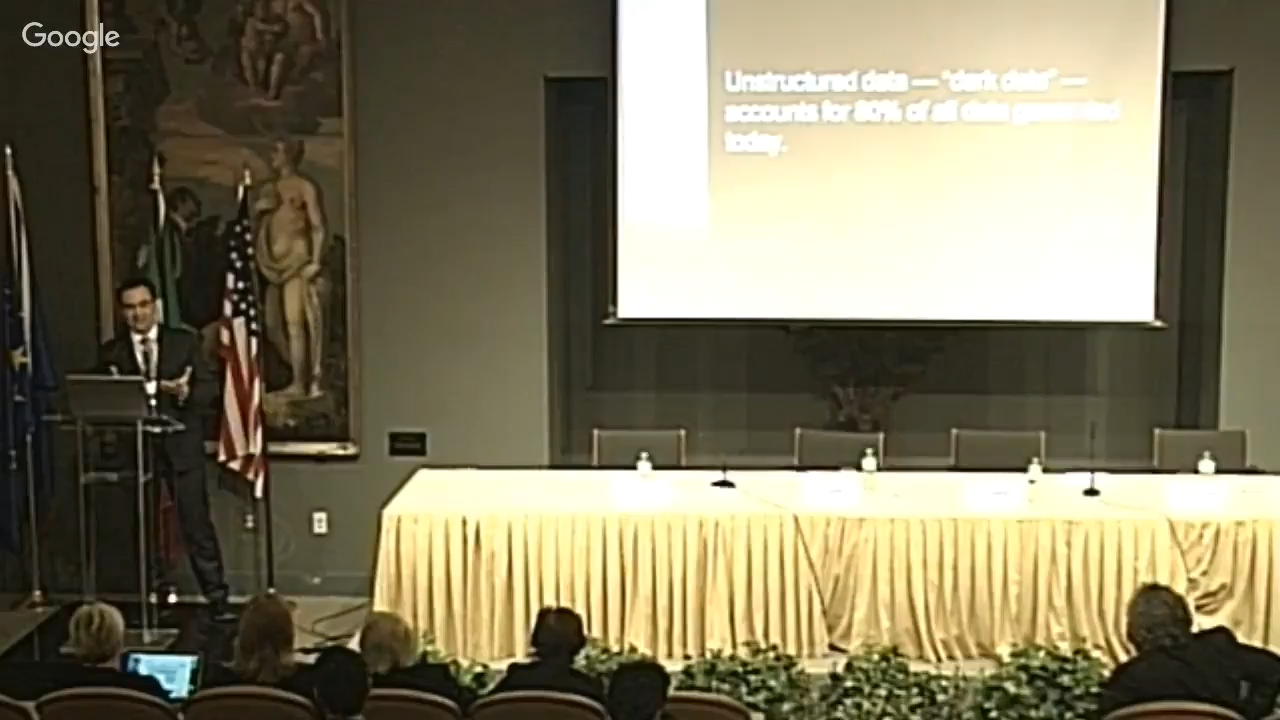 Google
Unstructured data — "dark data" —
accounts for 80% of all data generated
today.